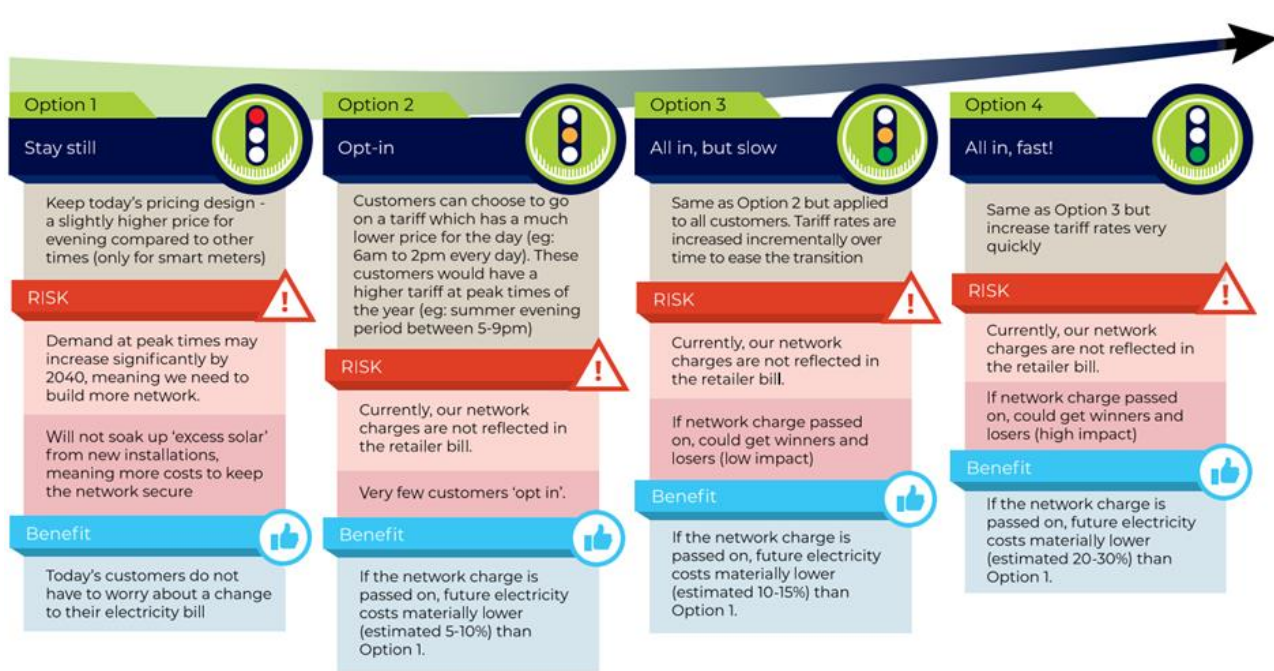 Option 1
Stay still
Keep today's pricing design -
a slightly higher price for
evening compared to other
times (only for smart meters)
RISK
!
Demand at peak times may
increase significantly by
2040, meaning we need to
build more network.
Will not soak up 'excess solar'
from new installations,
meaning more costs to keep
the network secure
Benefit
Today's customers do not
have to worry about a change
to their electricity bill
Option 2
Opt-in
Customers can choose to go
on a tariff which has a much
lower price for the day (eg:
6am to 2pm every day). These
customers would have a
higher tariff at peak times of
the year (eg: summer evening
period between 5-9pm)
RISK
!
Currently, our network
charges are not reflected in
the retailer bill.
Very few customers 'opt in'.
Benefit
If the network charge is
passed on, future electricity
costs materially lower
(estimated 5-10%) than
Option 1.
Option 3
All in, but slow
Same as Option 2 but applied
to all customers. Tariff rates are
increased incrementally over
time to ease the transition
RISK
!
Currently, our network
charges are not reflected in
the retailer bill.
If network charge passed
on, could get winners and
losers (low impact)
Benefit
If the network charge is
passed on, future electricity
costs materially lower
(estimated 10-15%) than
Option 1.
Option 4
All in, fast!
Same as Option 3 but
increase tariff rates very
quickly
RISK
!
Currently, our network
charges are not reflected in
the retailer bill.
If network charge passed
on, could get winners and
losers (high impact)
Benefit
If the network charge is
passed on, future electricity
costs materially lower
(estimated 20-30%) than
Option 1.